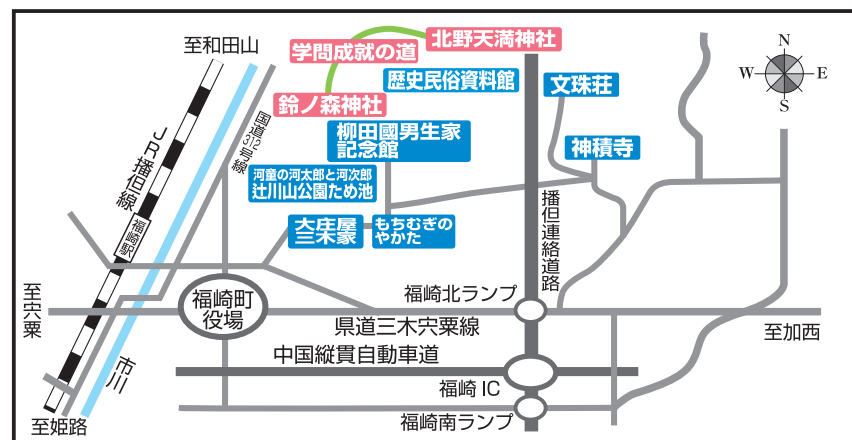 至和田山
北野天満神社
学問成就の道
歴史民俗資料館
鈴ノ森神社
文珠荘
N
W
E
S
国道312号線
JR播但線
柳田國男生家
記念館
神積寺
河童の河太郎と河次郎
辻川山公園ため池
福崎駅
大庄屋
三木家
もちむぎの
やかた
播但連絡道路
至宍粟
福崎町
役場
福崎北ランプ
県道三木宍粟線
至加西
中国縦貫自動車道
市川
福崎IC
至姫路
福崎南ランプ